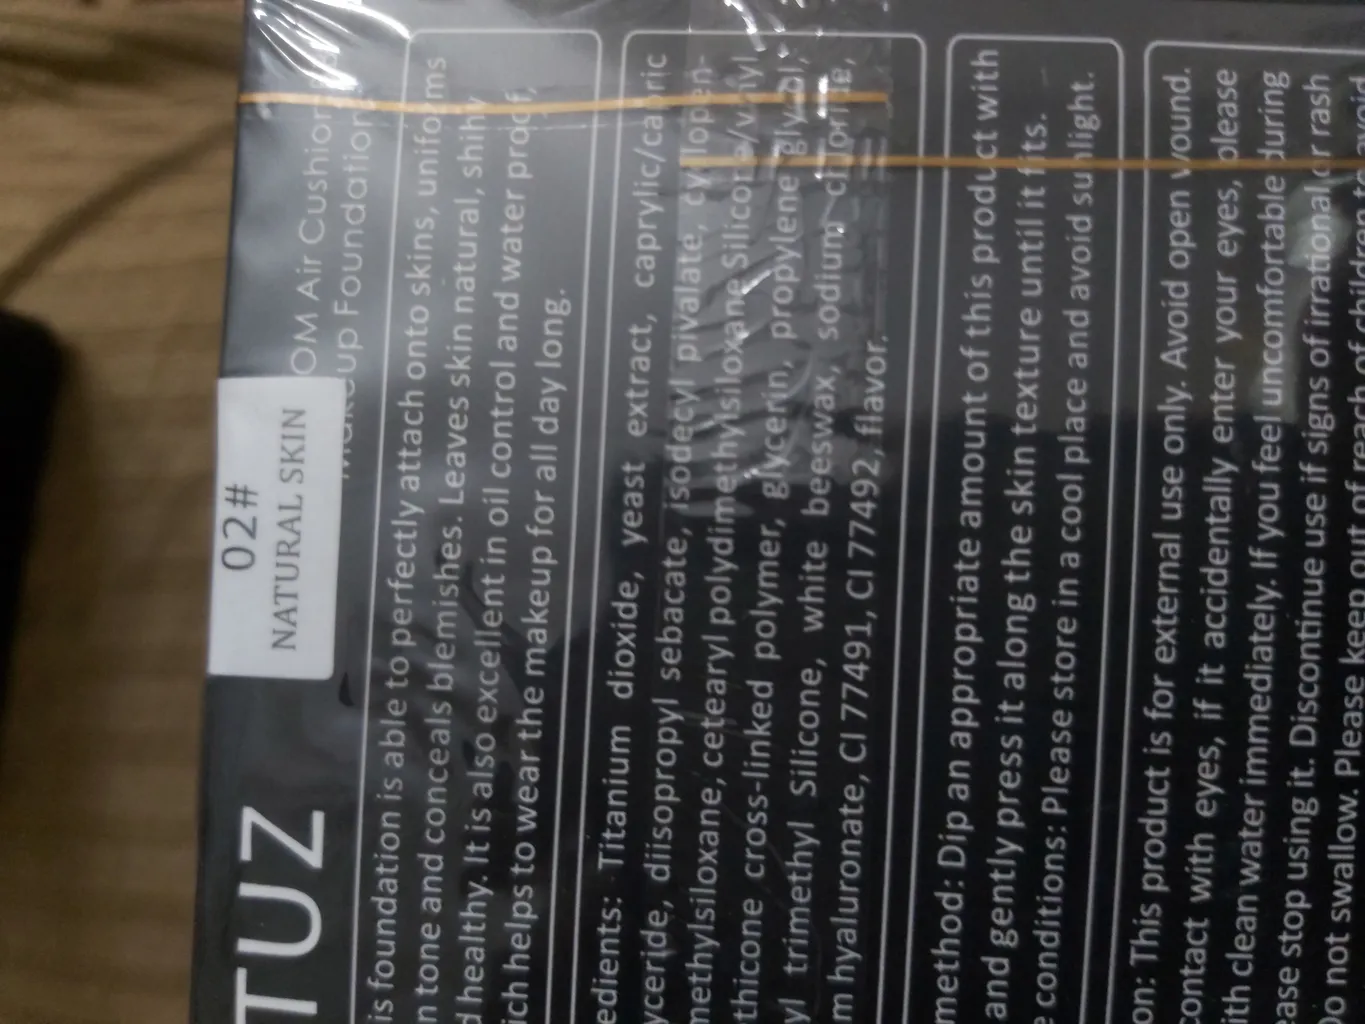 TUZ
02#
NATURAL SKIN
OM Air Cushion
Makeup Foundation
is foundation is able to perfectly attach onto skins, uniforms
n tone and conceals blemishes. Leaves skin natural, shiny
d healthy. It is also excellent in oil control and water proof,
ich helps to wear the makeup for all day long.
edients: Titanium dioxide, yeast extract, caprylic/capric
yceride, diisopropyl sebacate, isodecyl pivalate, cyclopen-
methylsiloxane, cetearyl polydimethylsiloxane Silicone/vinyl
thicone cross-linked polymer, glycerin, propylene glycol,
yl trimethyl Silicone, white beeswax, sodium chloride,
m hyaluronate, CI 77491, CI 77492, flavor.
method: Dip an appropriate amount of this product with
and gently press it along the skin texture until it fits.
e conditions: Please store in a cool place and avoid sunlight.
on: This product is for external use only. Avoid open wound.
contact with eyes, if it accidentally enter your eyes, please
ith clean water immediately. If you feel uncomfortable during
ease stop using it. Discontinue use if signs of irrational or rash
Do not swallow. Please keep out of reach of children to avoid